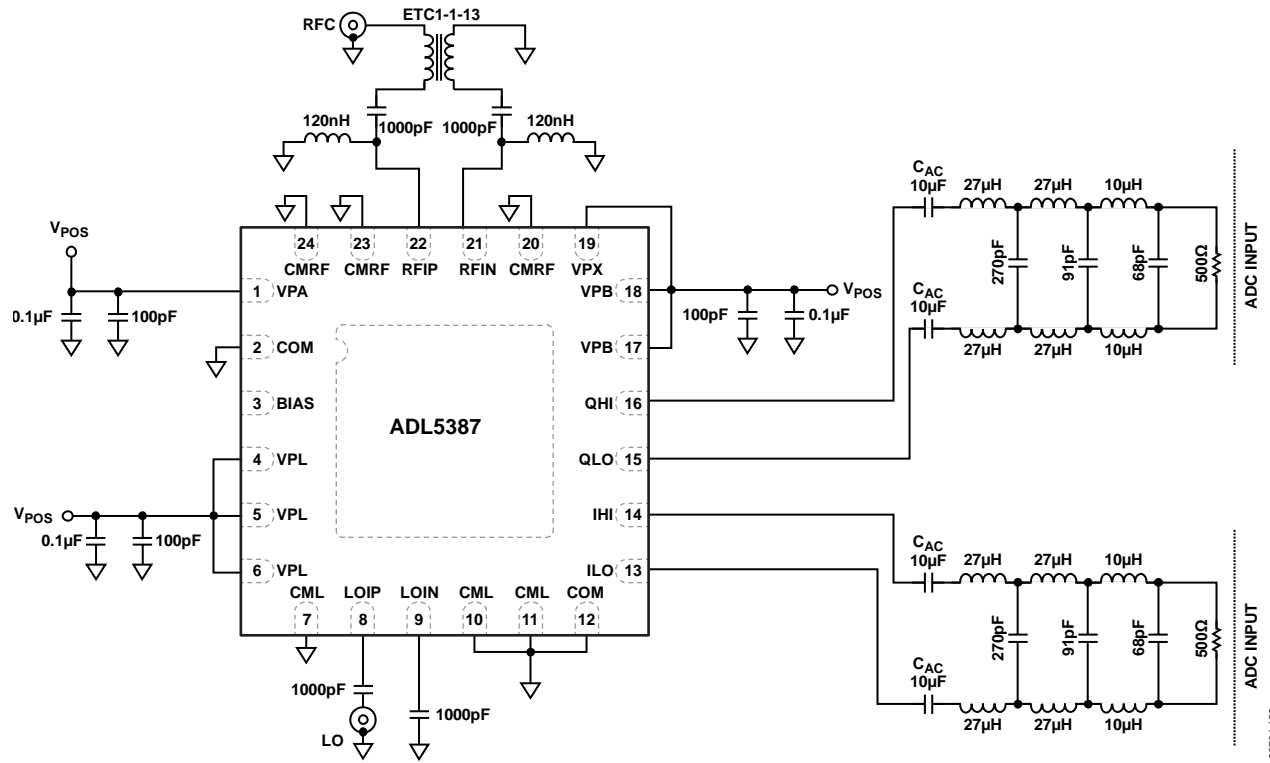 RFC
ETC1-1-13
1000pF
1000pF
120nH
120nH
VPOS
0.1µF
100pF
24
CMRF
23
CMRF
22
RFIP
21
RFIN
20
CMRF
19
VPX
1 VPA
2 COM
3 BIAS
4 VPL
5 VPL
6 VPL
VPOS
0.1µF
100pF
ADL5387
VPB 18
VPB 17
QHI 16
QLO 15
IHI 14
ILO 13
100pF
0.1µF
VPOS
CML
7
LOIP
8
LOIN
9
CML
10
CML
11
COM
12
1000pF
LO
1000pF
CAC
10µF
27µH
27µH
10µH
270pF
91pF
68pF
500Ω
CAC
10µF
27µH
27µH
10µH
ADC INPUT
CAC
10µF
27µH
27µH
10µH
270pF
91pF
68pF
500Ω
CAC
10µF
27µH
27µH
10µH
ADC INPUT